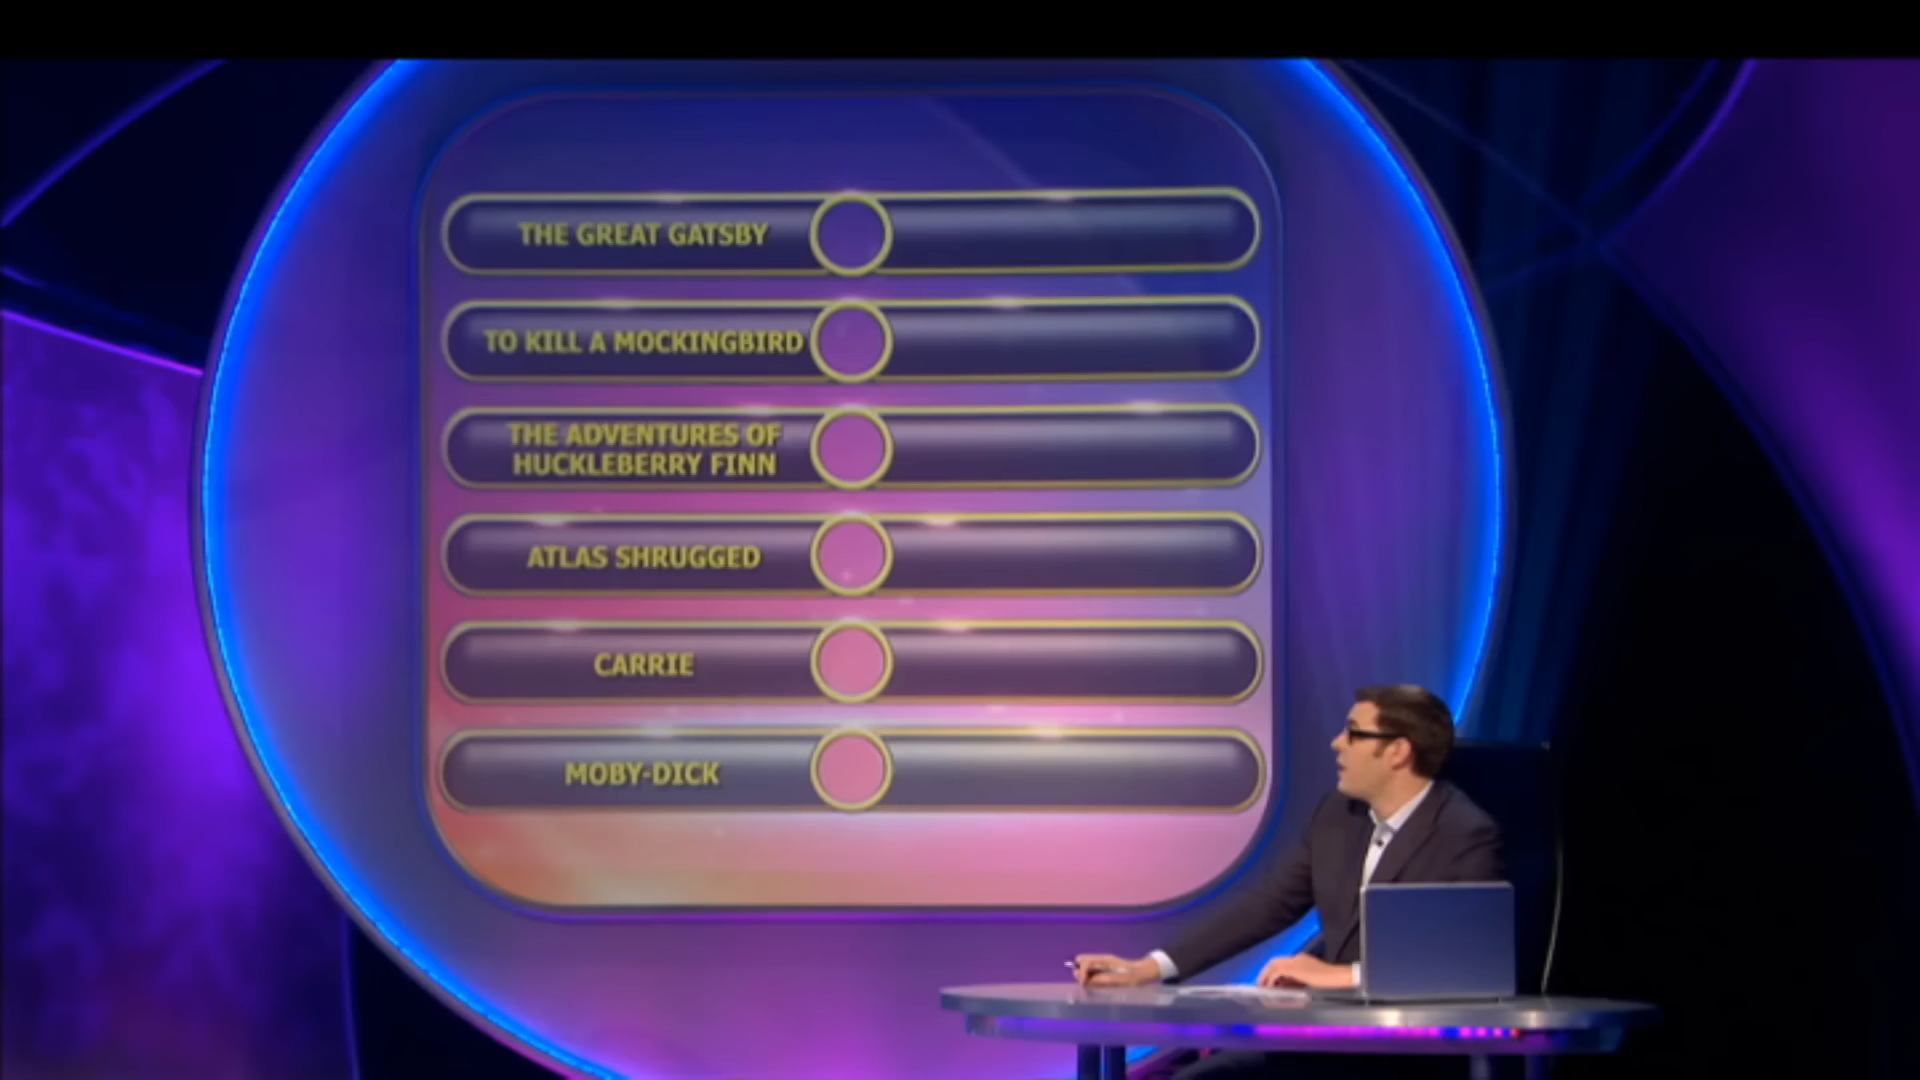 THE GREAT GATSBY
TO KILL A MOCKINGBIRD
THE ADVENTURES OF
HUCKLEBERRY FINN
ATLAS SHRUGGED
CARRIE
MOBY-DICK